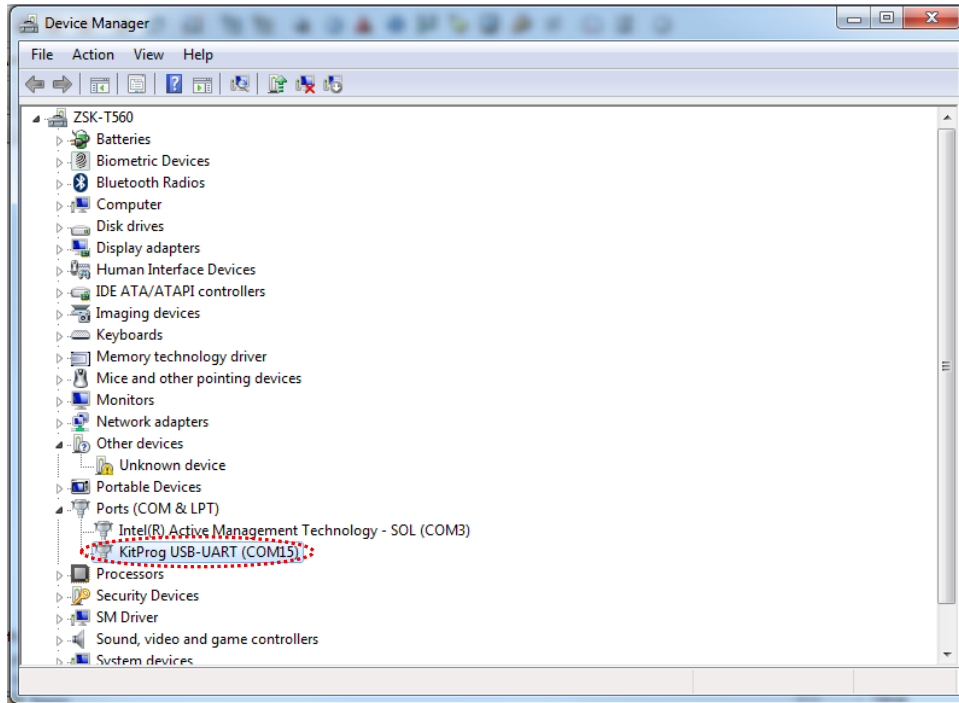 Device Manager
File Action View Help
ZSK-T560
Batteries
Biometric Devices
Bluetooth Radios
Computer
Disk drives
Display adapters
Human Interface Devices
IDE ATA/ATAPI controllers
Imaging devices
Keyboards
Memory technology driver
Mice and other pointing devices
Monitors
Network adapters
Other devices
Unknown device
Portable Devices
Ports (COM & LPT)
Intel(R) Active Management Technology - SOL (COM3)
KitProg USB-UART (COM15)
Processors
Security Devices
SM Driver
Sound, video and game controllers
System devices